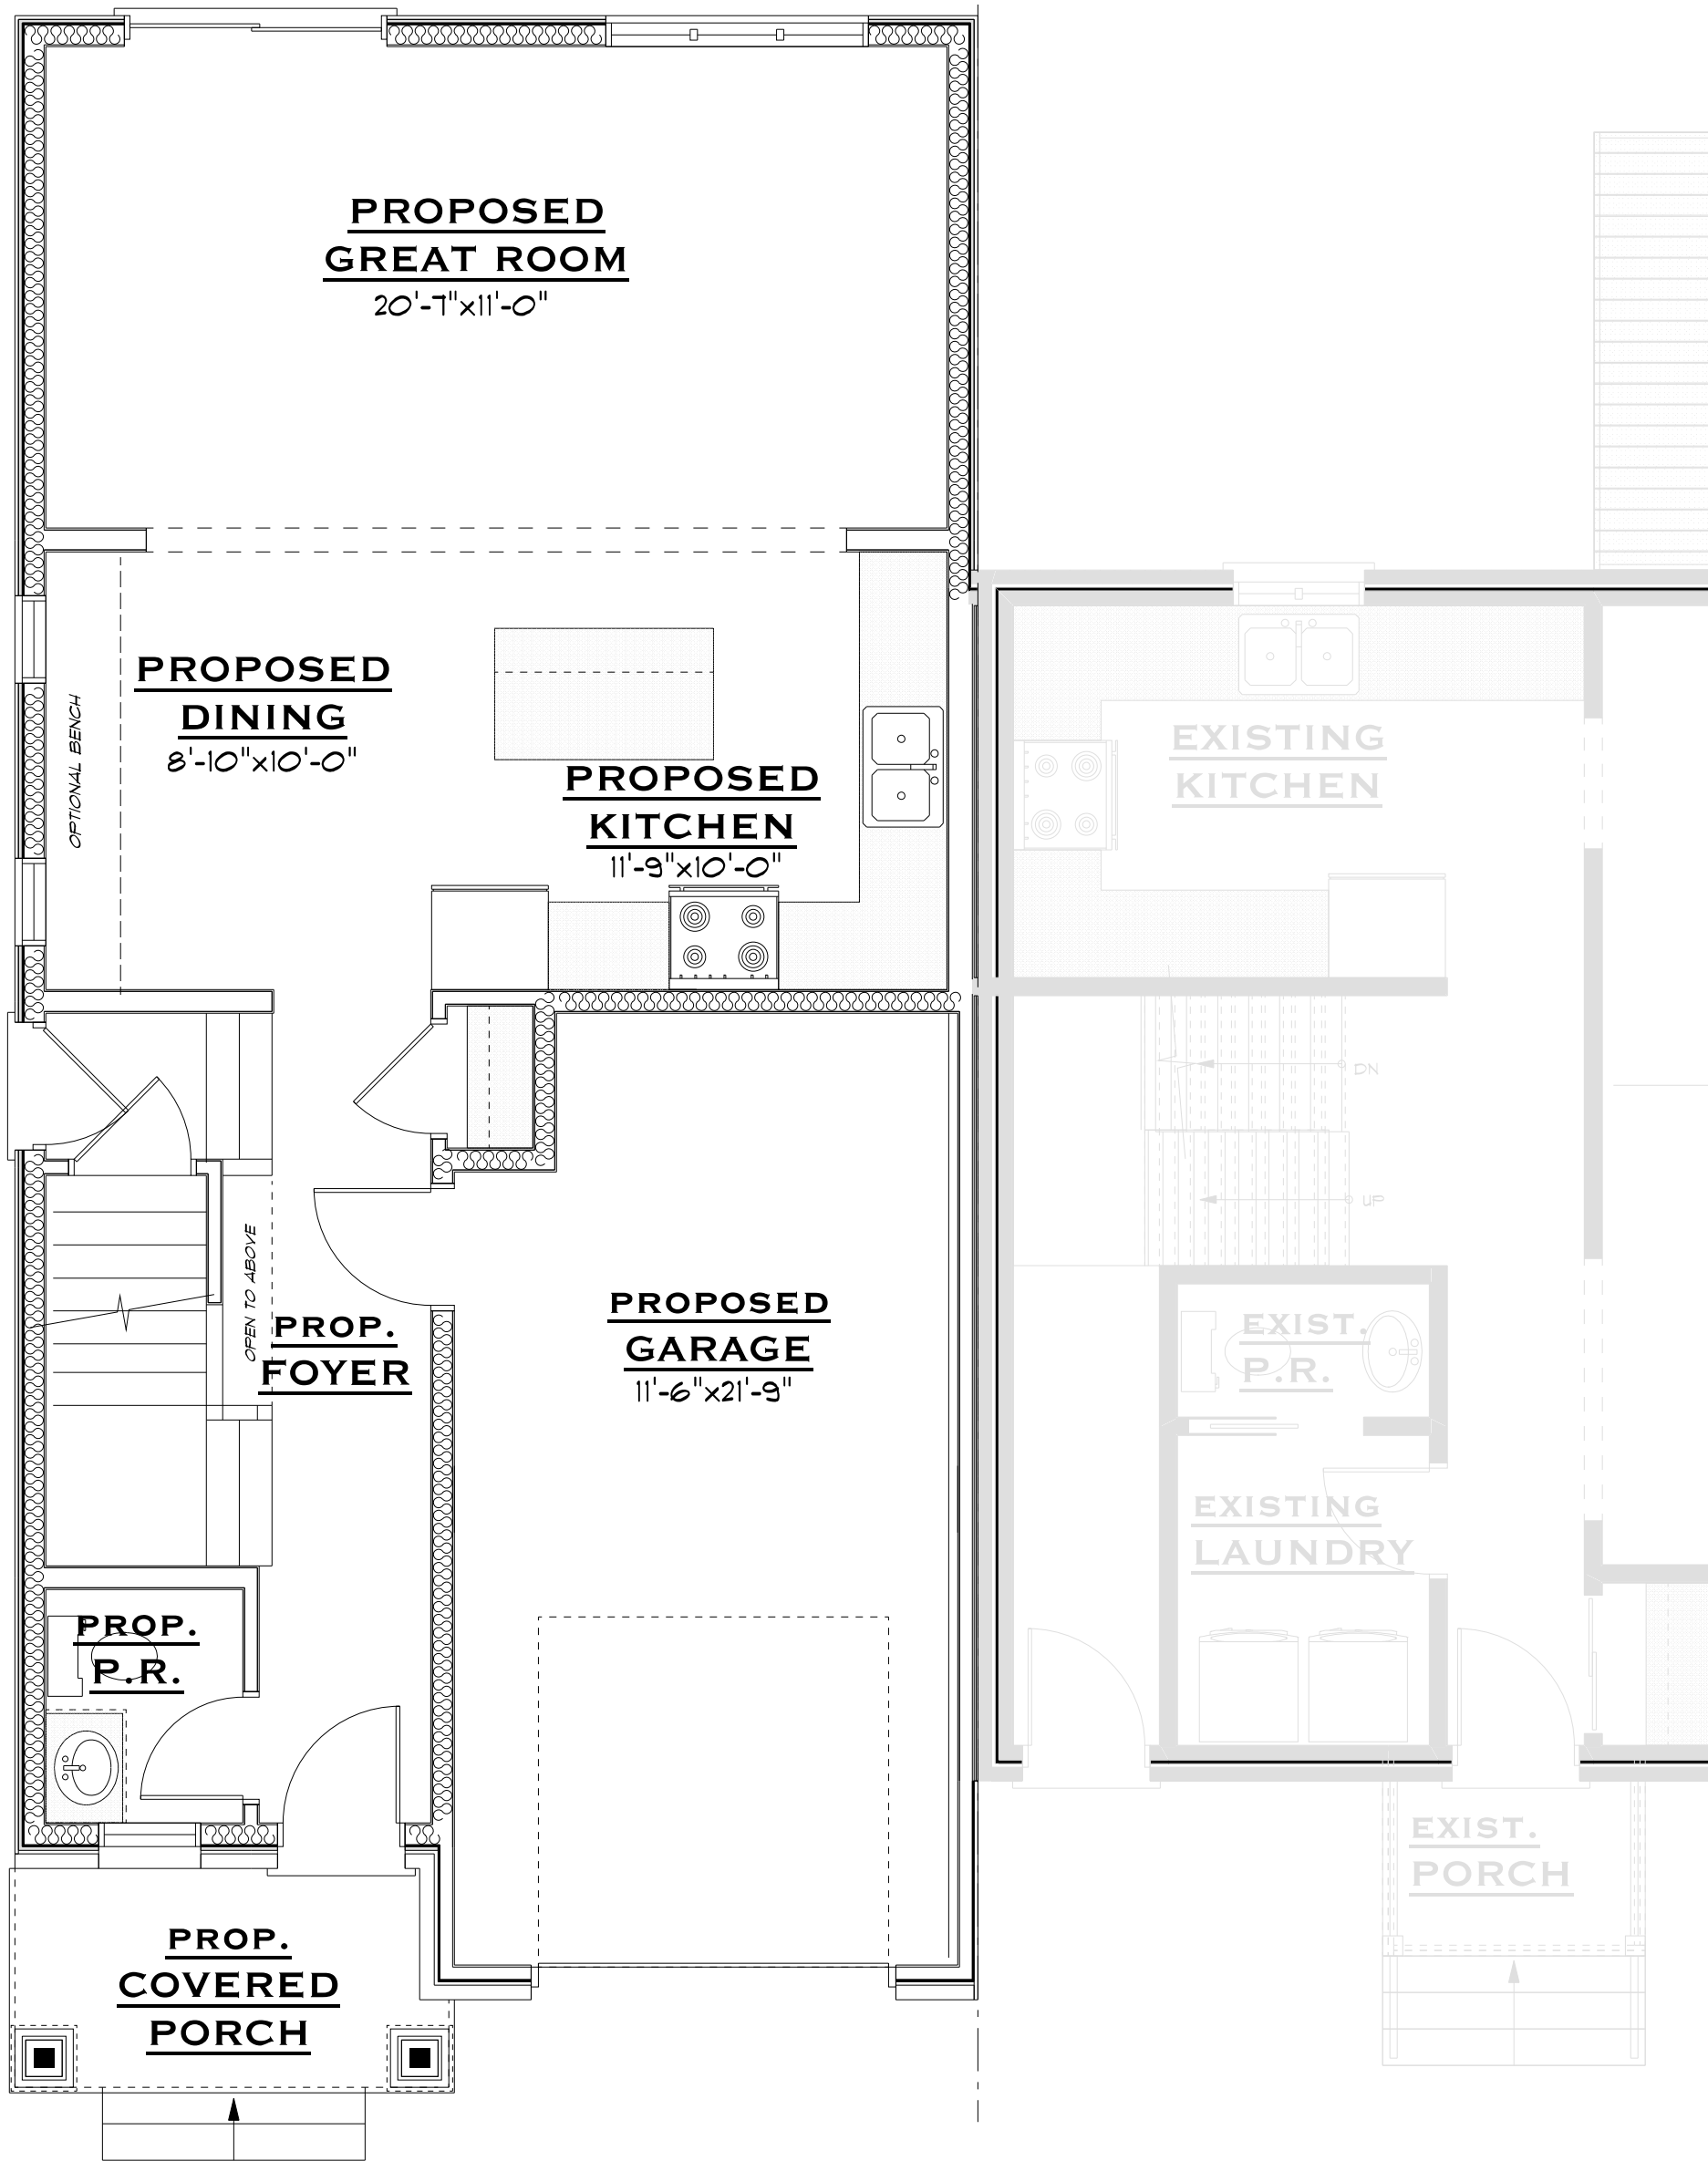 PROPOSED
GREAT ROOM
20'-7"x11'-0"
PROPOSED
DINING
8'-10"x10'-0"
OPTIONAL BENCH
PROPOSED
KITCHEN
11'-9"x10'-0"
EXISTING
KITCHEN
DN
UP
OPEN TO ABOVE
PROP.
FOYER
PROPOSED
GARAGE
11'-6"x21'-9"
EXIST.
P.R.
EXISTING
LAUNDRY
PROP.
P.R.
EXIST.
PORCH
PROP.
COVERED
PORCH